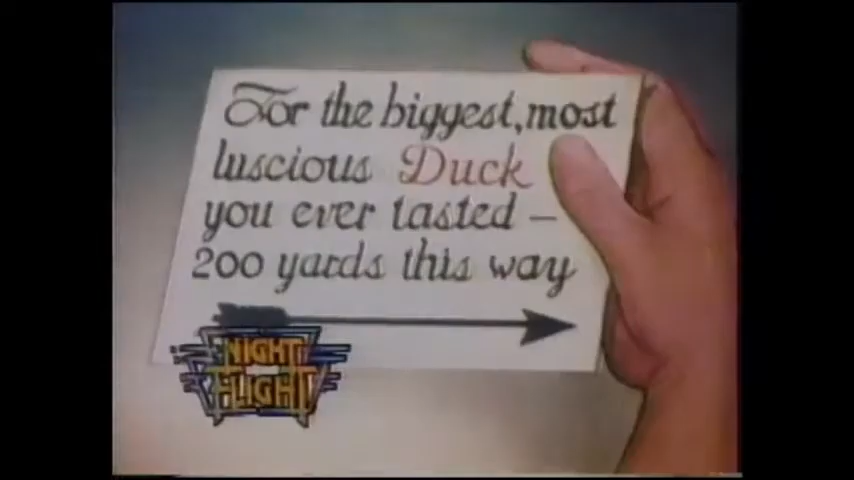 For the biggest, most
luscious Duck
you ever tasted –
200 yards this way
NIGHT
FLIGHT